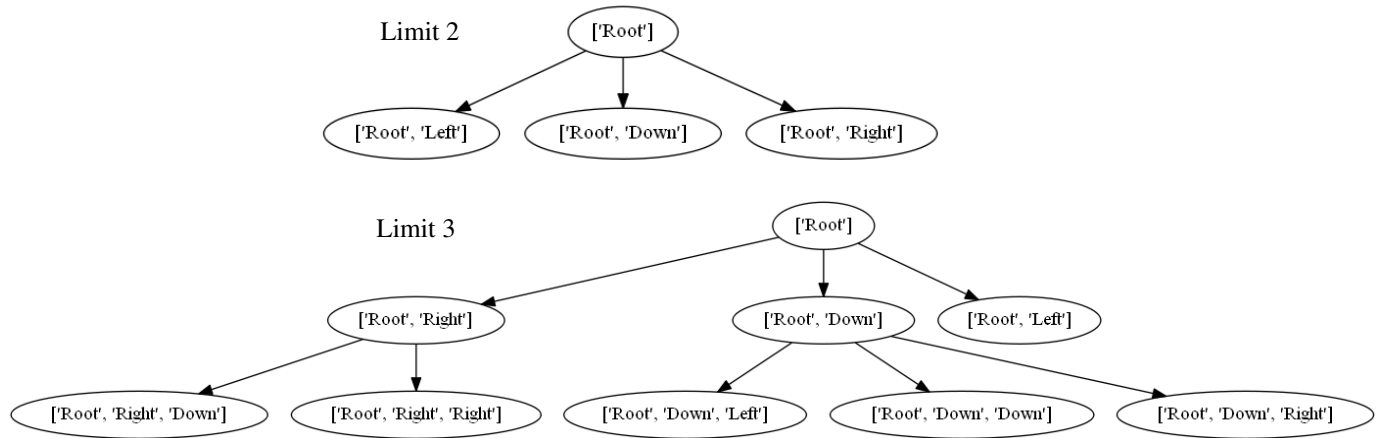 Limit 2
['Root']
['Root', 'Left']
['Root', 'Down']
['Root', 'Right']
Limit 3
['Root']
['Root', 'Right']
['Root', 'Down']
['Root', 'Left']
['Root', 'Right', 'Down']
['Root', 'Right', 'Right']
['Root', 'Down', 'Left']
['Root', 'Down', 'Down']
['Root', 'Down', 'Right']